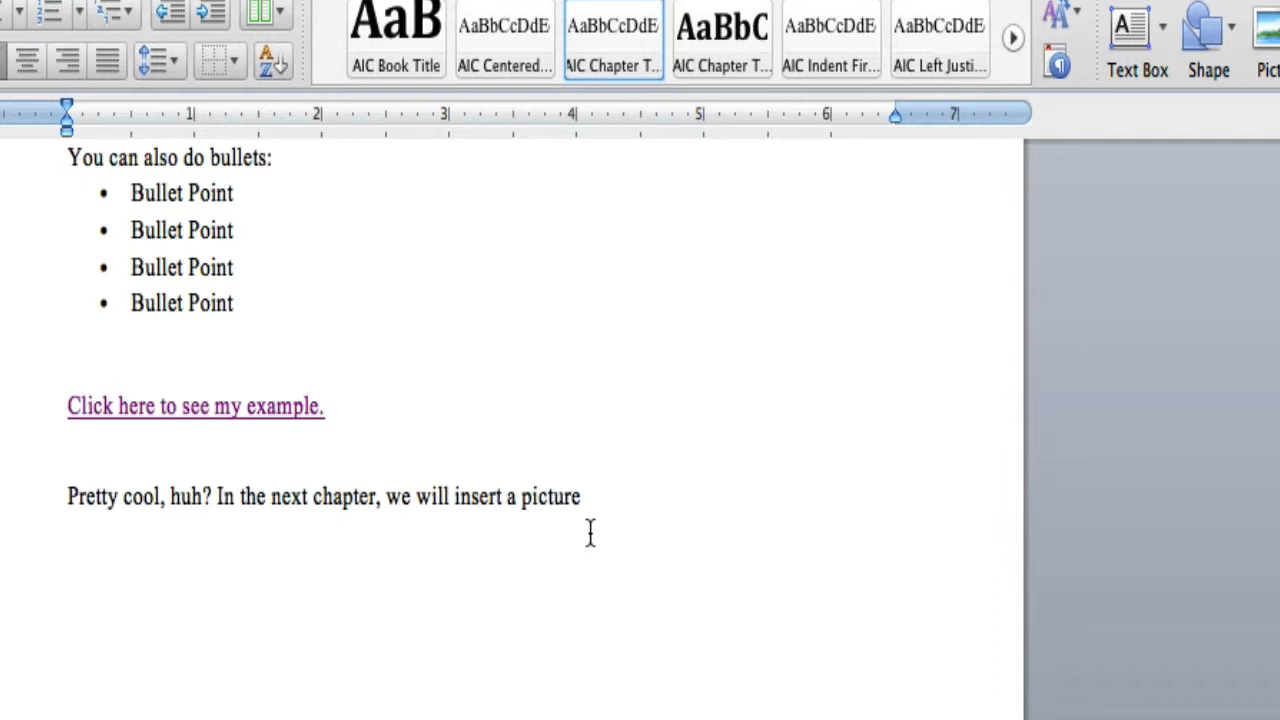 AaB AaBbCcDdE AaBbCcDdE AaBbC AaBbCcDdE AaBbCcDdE
AIC Book Title AIC Centered... AIC Chapter T... AIC Chapter T... AIC Indent Fir... AIC Left Justi... Text Box Shape Pict
1 2 3 4 5 6 7
You can also do bullets:
• Bullet Point
• Bullet Point
• Bullet Point
• Bullet Point
Click here to see my example.
Pretty cool, huh? In the next chapter, we will insert a picture